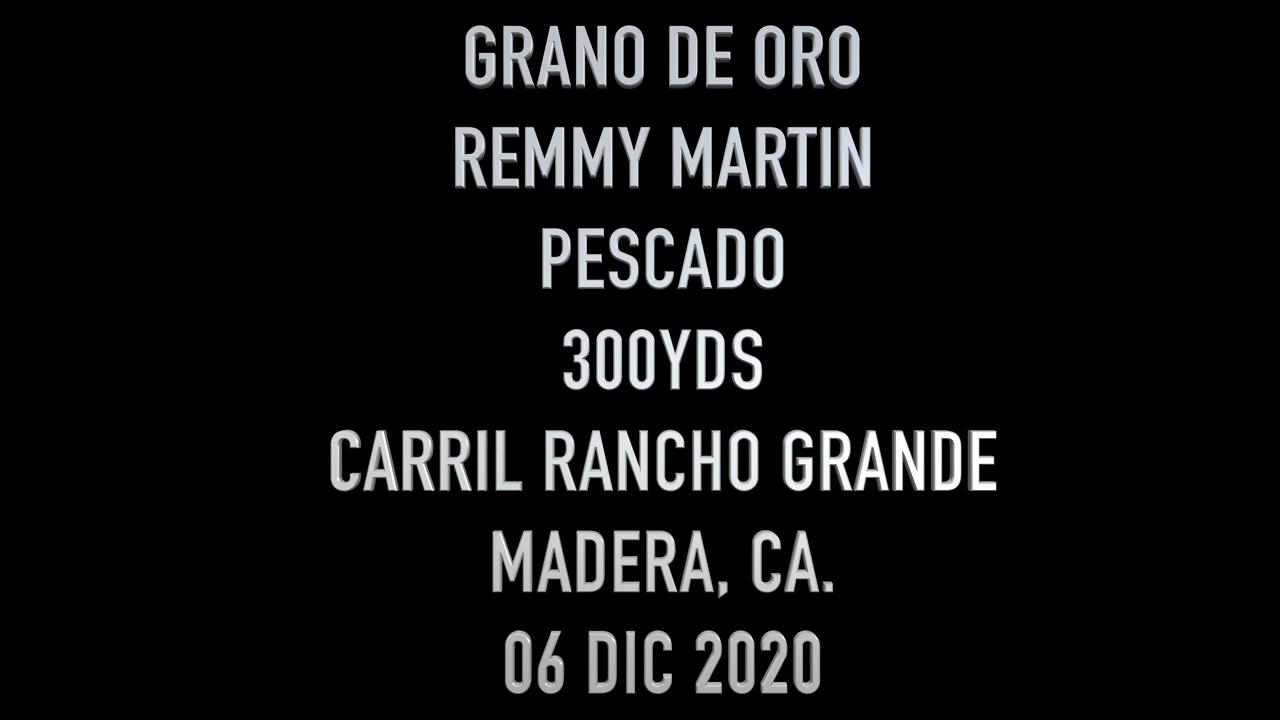 GRANO DE ORO
REMMY MARTIN
PESCADO
300YDS
CARRIL RANCHO GRANDE
MADERA, CA.
06 DIC 2020